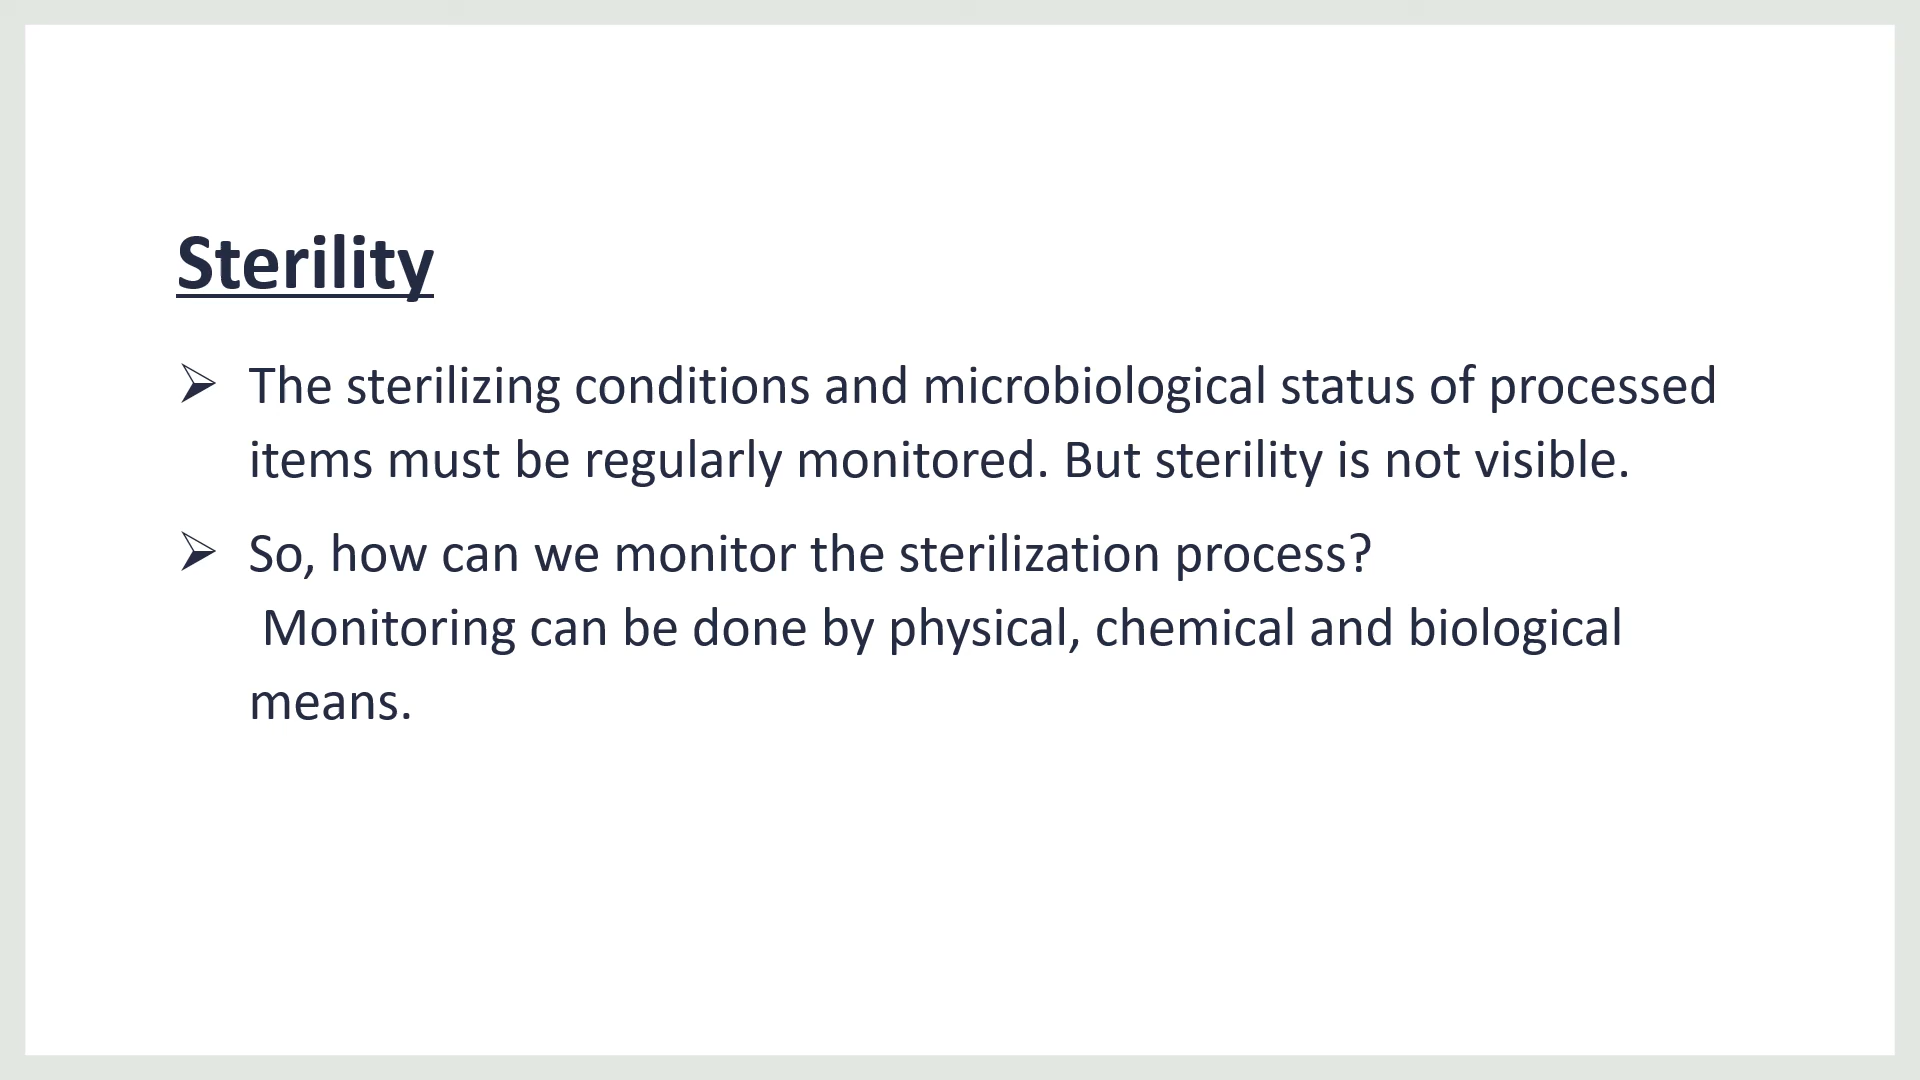 Sterility
➢ The sterilizing conditions and microbiological status of processed
items must be regularly monitored. But sterility is not visible.
➢ So, how can we monitor the sterilization process?
Monitoring can be done by physical, chemical and biological
means.